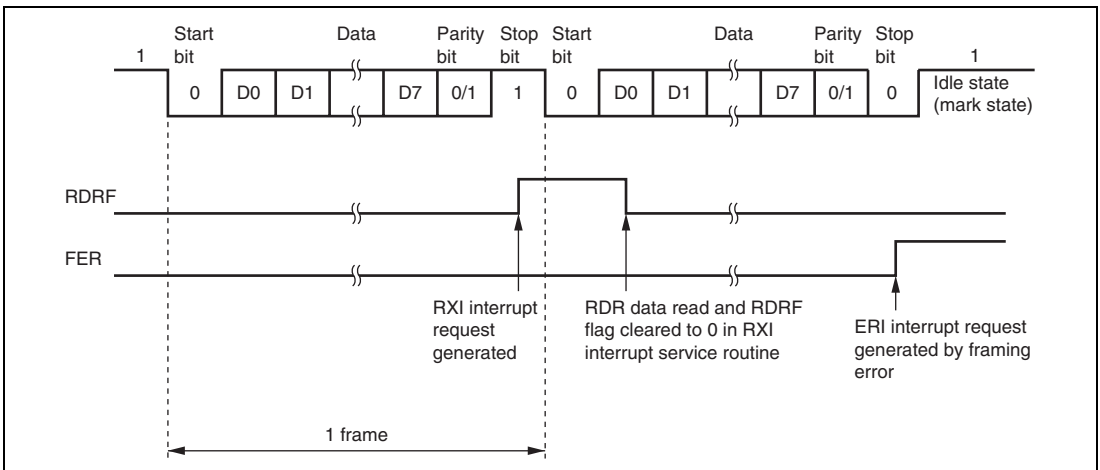 Start Data Parity Stop Start Data Parity Stop
1 bit bit bit bit bit bit 1
0 D0 D1 D7 0/1 1 0 D0 D1 D7 0/1 0 Idle state
(mark state)
RDRF
FER
RXI interrupt
request
generated
RDR data read and RDRF
flag cleared to 0 in RXI
interrupt service routine
ERI interrupt request
generated by framing
error
1 frame